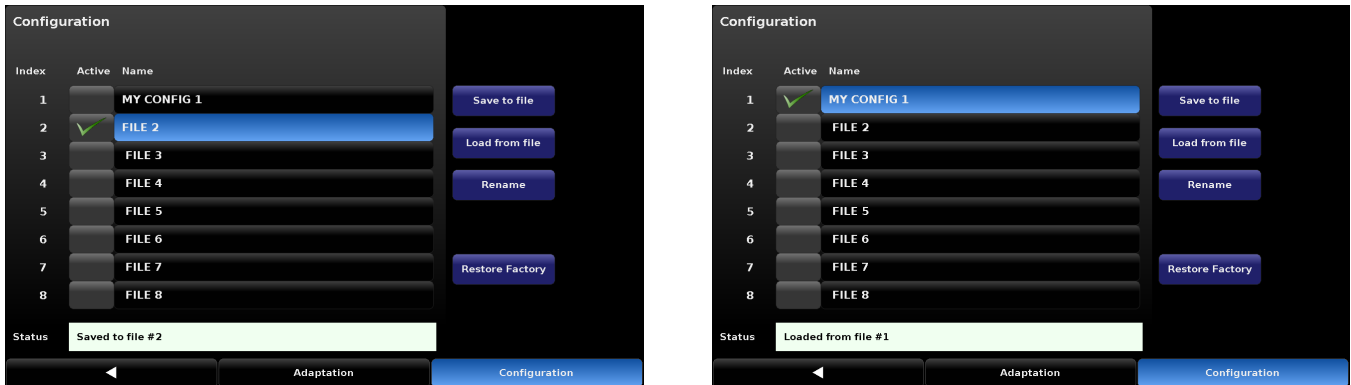 Configuration
Index Active Name
1 MY CONFIG 1 Save to file
2 FILE 2
Load from file
3 FILE 3
4 FILE 4 Rename
5 FILE 5
6 FILE 6
7 FILE 7 Restore Factory
8 FILE 8
Status Saved to file #2
Adaptation Configuration
Configuration
Index Active Name
1 MY CONFIG 1 Save to file
2 FILE 2
Load from file
3 FILE 3
4 FILE 4 Rename
5 FILE 5
6 FILE 6
7 FILE 7 Restore Factory
8 FILE 8
Status Loaded from file #1
Adaptation Configuration